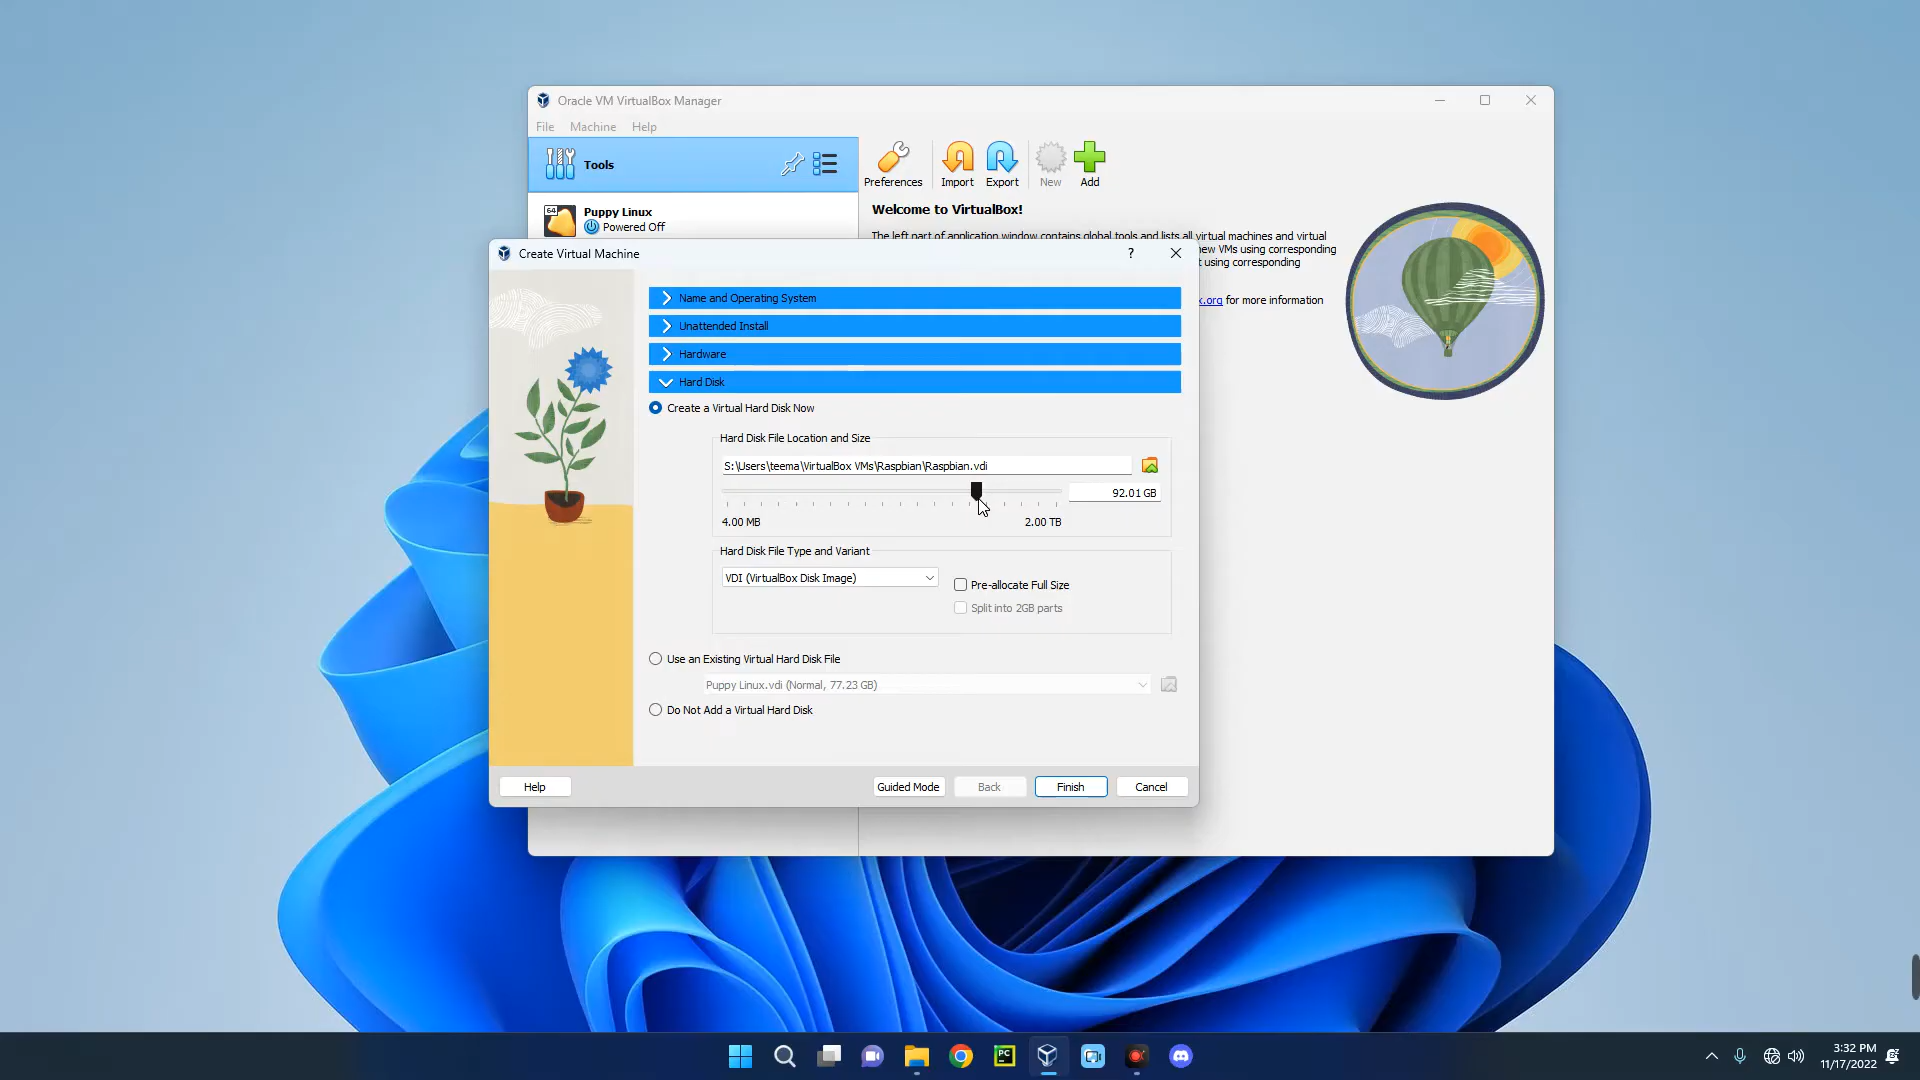 Oracle VM VirtualBox Manager
File Machine Help
Tools
Preferences Import Export New Add
64
Puppy Linux
Powered Off
Welcome to VirtualBox!
The left part of application window contains global tools and lists all virtual machines and virtual
new VMs using corresponding
t using corresponding
x.org for more information
Create Virtual Machine
?
Name and Operating System
Unattended Install
Hardware
Hard Disk
Create a Virtual Hard Disk Now
Hard Disk File Location and Size
S:\Users\teema\VirtualBox VMs\Raspbian\Raspbian.vdi
92.01 GB
4.00 MB 2.00 TB
Hard Disk File Type and Variant
VDI (VirtualBox Disk Image)
Pre-allocate Full Size
Split into 2GB parts
Use an Existing Virtual Hard Disk File
Puppy Linux.vdi (Normal, 77.23 GB)
Do Not Add a Virtual Hard Disk
Help Guided Mode Back Finish Cancel
PC
3:32 PM
11/17/2022